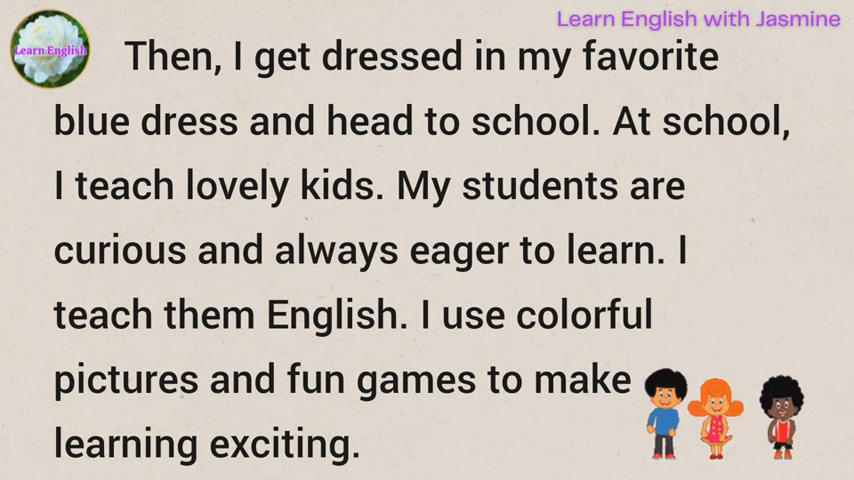 Learn English with Jasmine
Learn English
Then, I get dressed in my favorite
blue dress and head to school. At school,
I teach lovely kids. My students are
curious and always eager to learn. I
teach them English. I use colorful
pictures and fun games to make
learning exciting.